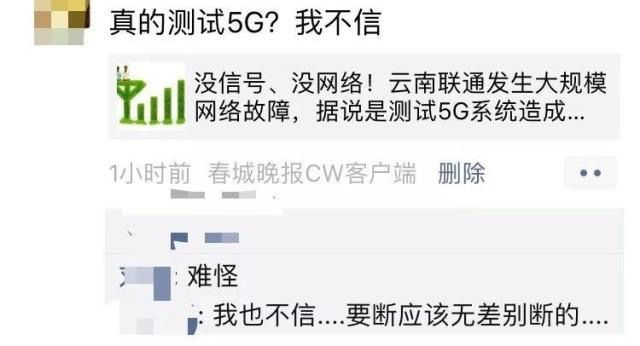 真的测试5G？我不信
没信号、没网络！云南联通发生大规模
网络故障，据说是测试5G系统造成...
1小时前 春城晚报CW客户端 删除
、
: 难怪
: 我也不信....要断应该无差别断的....